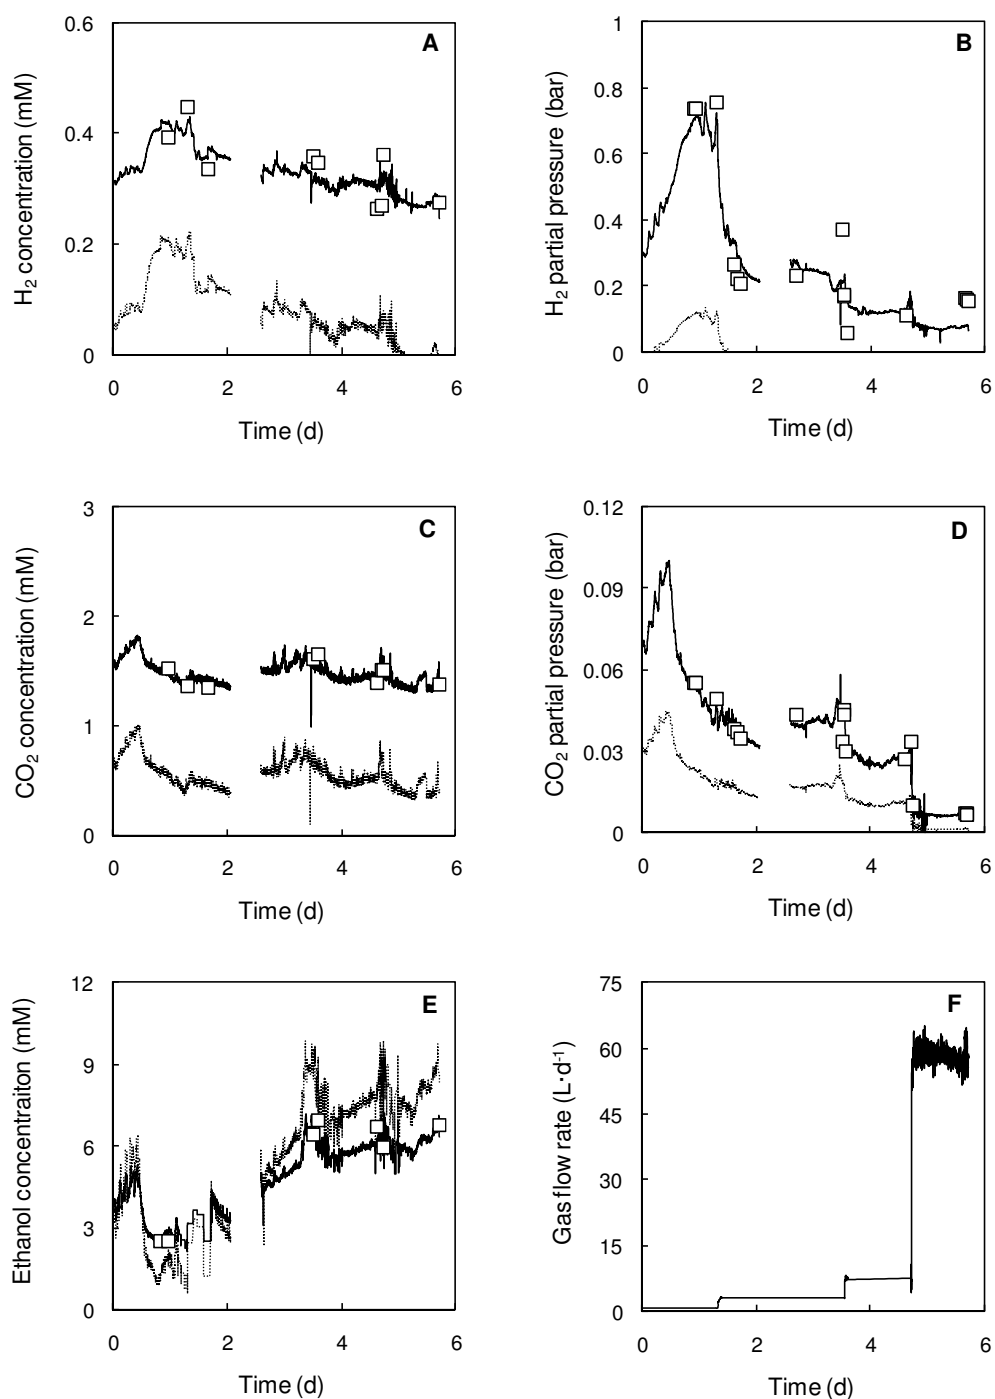 A
H2 concentration (mM)
0.6
0.4
0.2
0
0 2 4 6
Time (d)
B
H2 partial pressure (bar)
1
0.8
0.6
0.4
0.2
0
0 2 4 6
Time (d)
C
CO2 concentration (mM)
3
2
1
0
0 2 4 6
Time (d)
D
CO2 partial pressure (bar)
0.12
0.09
0.06
0.03
0
0 2 4 6
Time (d)
E
Ethanol concentraiton (mM)
12
9
6
3
0
0 2 4 6
Time (d)
F
Gas flow rate (L·d-1)
75
60
45
30
15
0
0 2 4 6
Time (d)